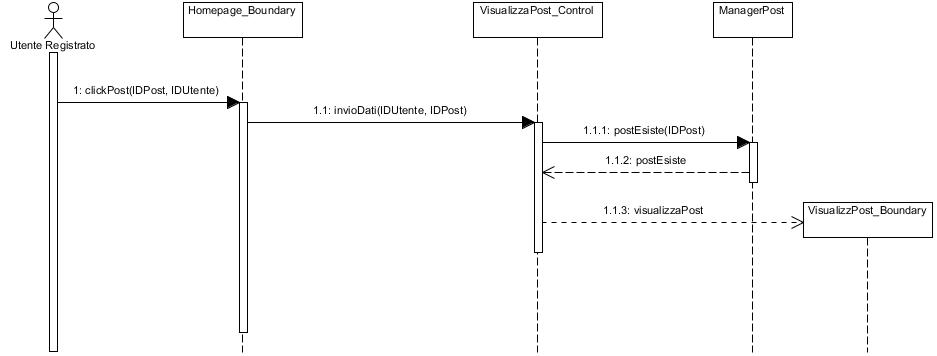 Homepage_Boundary
VisualizzaPost_Control
ManagerPost
Utente Registrato
1: clickPost(IDPost, IDUtente)
1.1: invioDati(IDUtente, IDPost)
1.1.1: postEsiste(IDPost)
1.1.2: postEsiste
1.1.3: visualizzaPost
VisualizzPost_Boundary